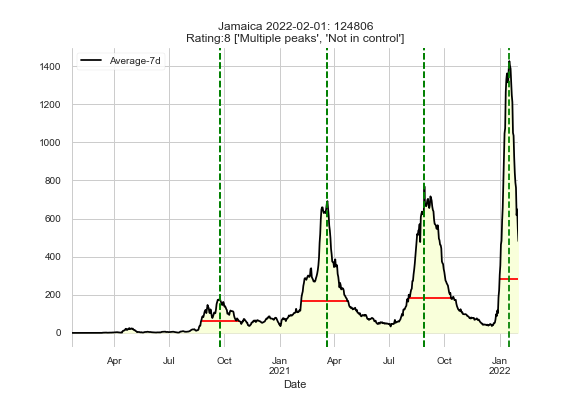 Jamaica 2022-02-01: 124806
Rating:8 ['Multiple peaks', 'Not in control']
Average-7d
1400
1200
1000
800
600
400
200
0
Apr Jul Oct Jan Apr Jul Oct Jan
2021 2022
Date